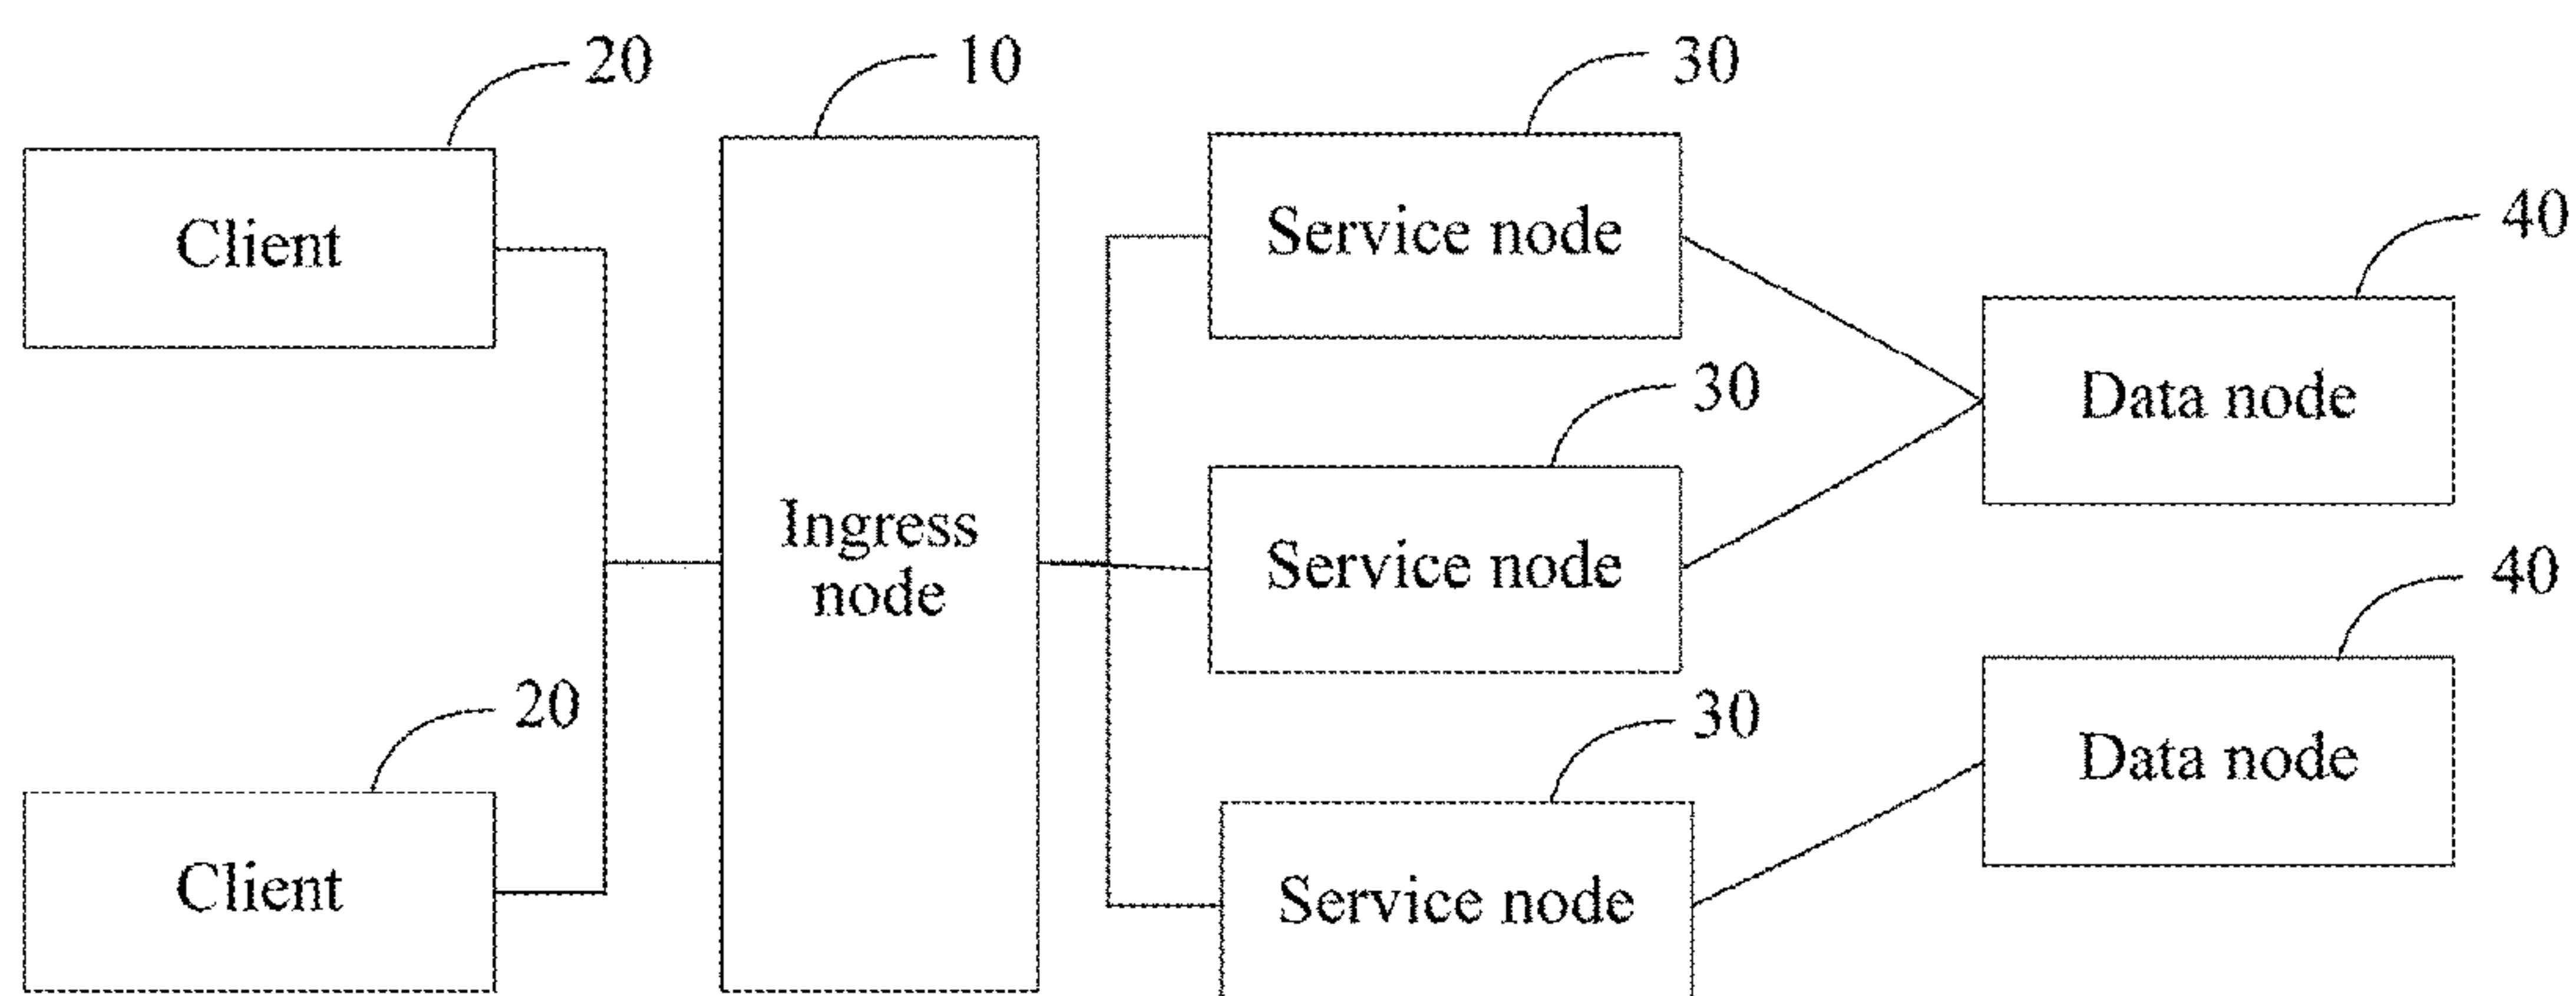 20
10
30
Client
Service node
40
Data node
30
Ingress
node
Service node
40
20
30
Data node
Client
Service node